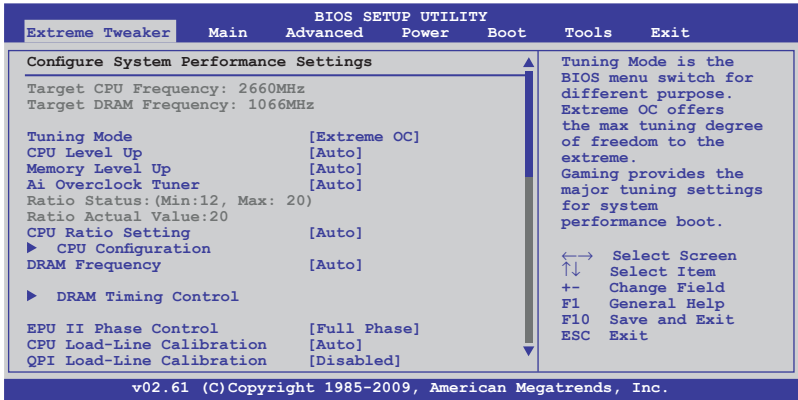 BIOS SETUP UTILITY
Extreme Tweaker Main Advanced Power Boot Tools Exit
Configure System Performance Settings
Target CPU Frequency: 2660MHz
Target DRAM Frequency: 1066MHz
Tuning Mode [Extreme OC]
CPU Level Up [Auto]
Memory Level Up [Auto]
Ai Overclock Tuner [Auto]
Ratio Status:(Min:12, Max: 20)
Ratio Actual Value:20
CPU Ratio Setting [Auto]
▶ CPU Configuration
DRAM Frequency [Auto]
▶ DRAM Timing Control
EPU II Phase Control [Full Phase]
CPU Load-Line Calibration [Auto]
QPI Load-Line Calibration [Disabled]
Tuning Mode is the
BIOS menu switch for
different purpose.
Extreme OC offers
the max tuning degree
of freedom to the
extreme.
Gaming provides the
major tuning settings
for system
performance boot.
←→ Select Screen
↑↓ Select Item
+- Change Field
F1 General Help
F10 Save and Exit
ESC Exit
v02.61 (C)Copyright 1985-2009, American Megatrends, Inc.